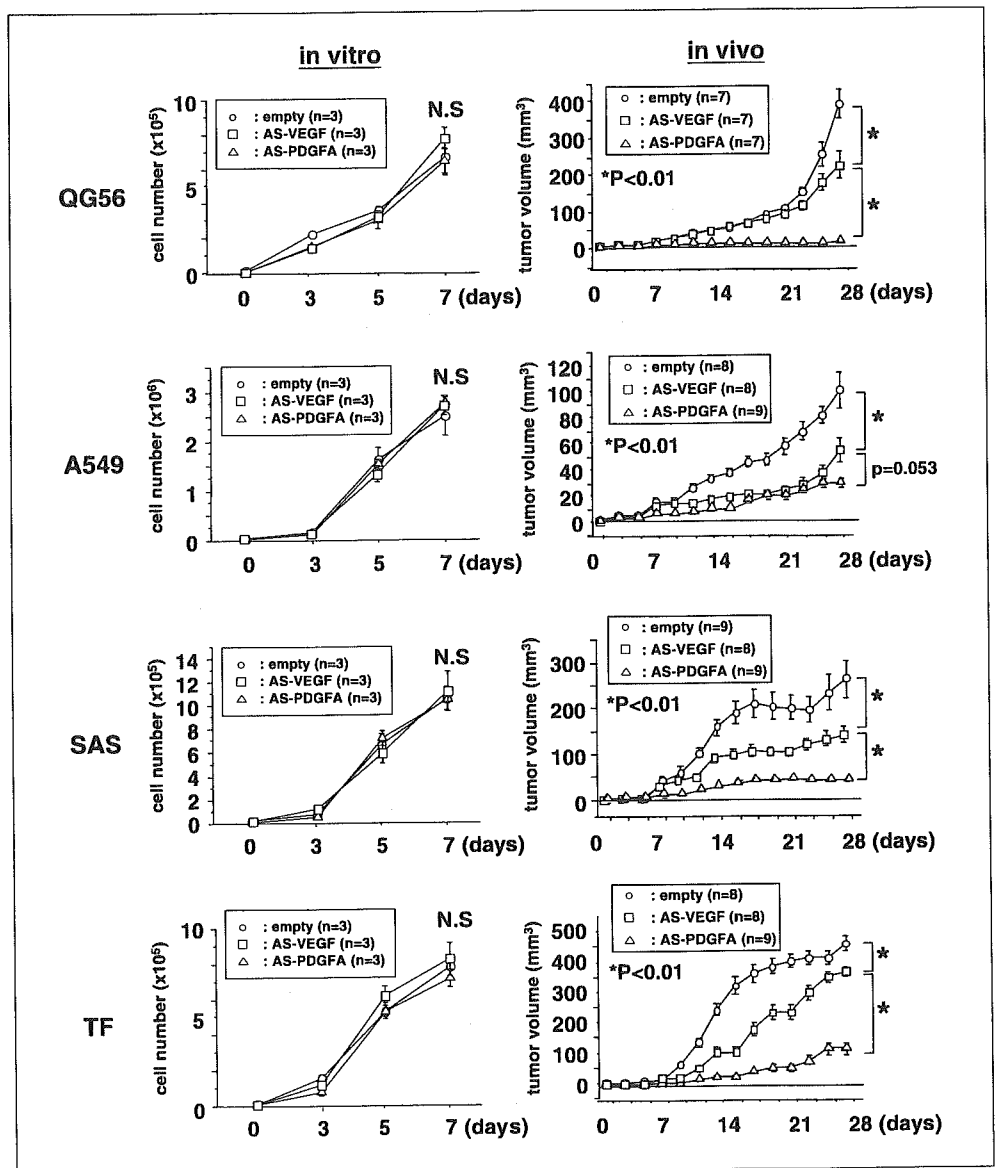 in vitro
in vivo
QG56
cell number (x10⁵)
10
5
0
○ : empty (n=3)
□ : AS-VEGF (n=3)
△ : AS-PDGFA (n=3)
N.S
0 3 5 7 (days)
tumor volume (mm³)
400
300
200
100
0
○ : empty (n=7)
□ : AS-VEGF (n=7)
△ : AS-PDGFA (n=7)
*P<0.01
*
*
0 7 14 21 28 (days)
A549
cell number (x10⁶)
3
2
1
0
○ : empty (n=3)
□ : AS-VEGF (n=3)
△ : AS-PDGFA (n=3)
N.S
0 3 5 7 (days)
tumor volume (mm³)
120
100
80
60
40
20
0
○ : empty (n=8)
□ : AS-VEGF (n=8)
△ : AS-PDGFA (n=9)
*P<0.01
*
p=0.053
0 7 14 21 28 (days)
SAS
cell number (x10⁵)
14
12
10
8
6
4
2
0
○ : empty (n=3)
□ : AS-VEGF (n=3)
△ : AS-PDGFA (n=3)
N.S
0 3 5 7 (days)
tumor volume (mm³)
300
200
100
0
○ : empty (n=9)
□ : AS-VEGF (n=8)
△ : AS-PDGFA (n=9)
*P<0.01
*
*
0 7 14 21 28 (days)
TF
cell number (x10⁵)
10
5
0
○ : empty (n=3)
□ : AS-VEGF (n=3)
△ : AS-PDGFA (n=3)
N.S
0 3 5 7 (days)
tumor volume (mm³)
500
400
300
200
100
0
○ : empty (n=8)
□ : AS-VEGF (n=8)
△ : AS-PDGFA (n=9)
*P<0.01
*
*
0 7 14 21 28 (days)